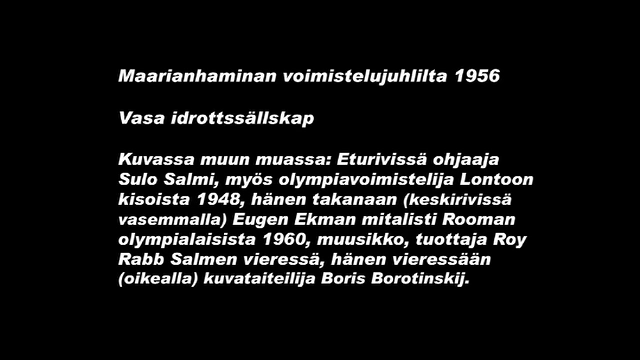 Maarianhaminan voimistelujuhlilta 1956
Vasa idrottssällskap
Kuvassa muun muassa: Eturivissä ohjaaja
Sulo Salmi, myös olympiavoimistelija Lontoon
kisoista 1948, hänen takanaan (keskirivissä
vasemmalla) Eugen Ekman mitalisti Rooman
olympialaisista 1960, muusikko, tuottaja Roy
Rabb Salmen vieressä, hänen vieressään
(oikealla) kuvataiteilija Boris Borotinskij.